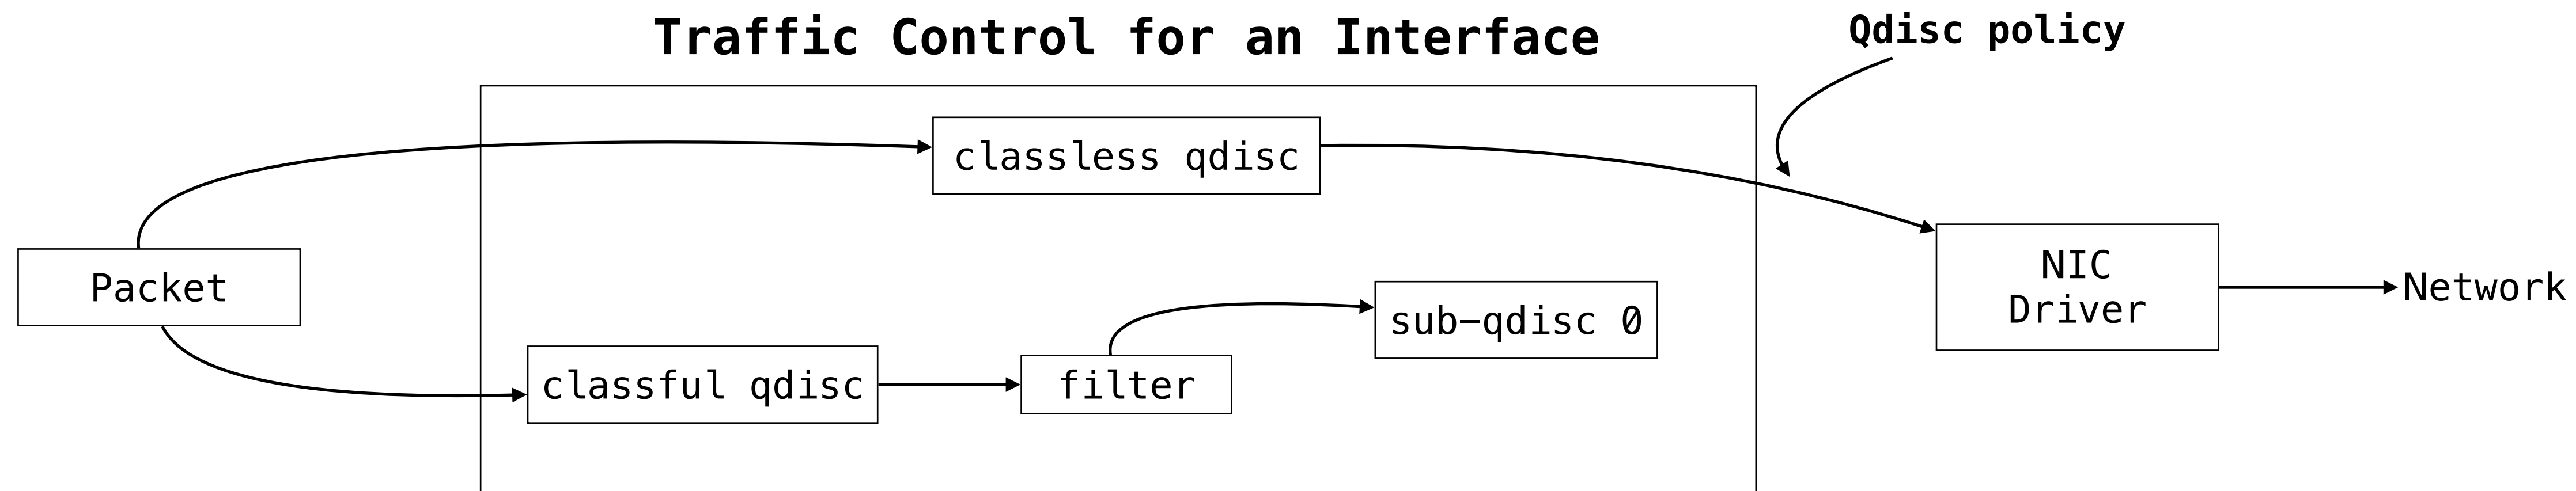 Traffic Control for an Interface
Qdisc policy
classless qdisc
Packet
NIC
Driver
Network
sub-qdisc 0
classful qdisc
filter